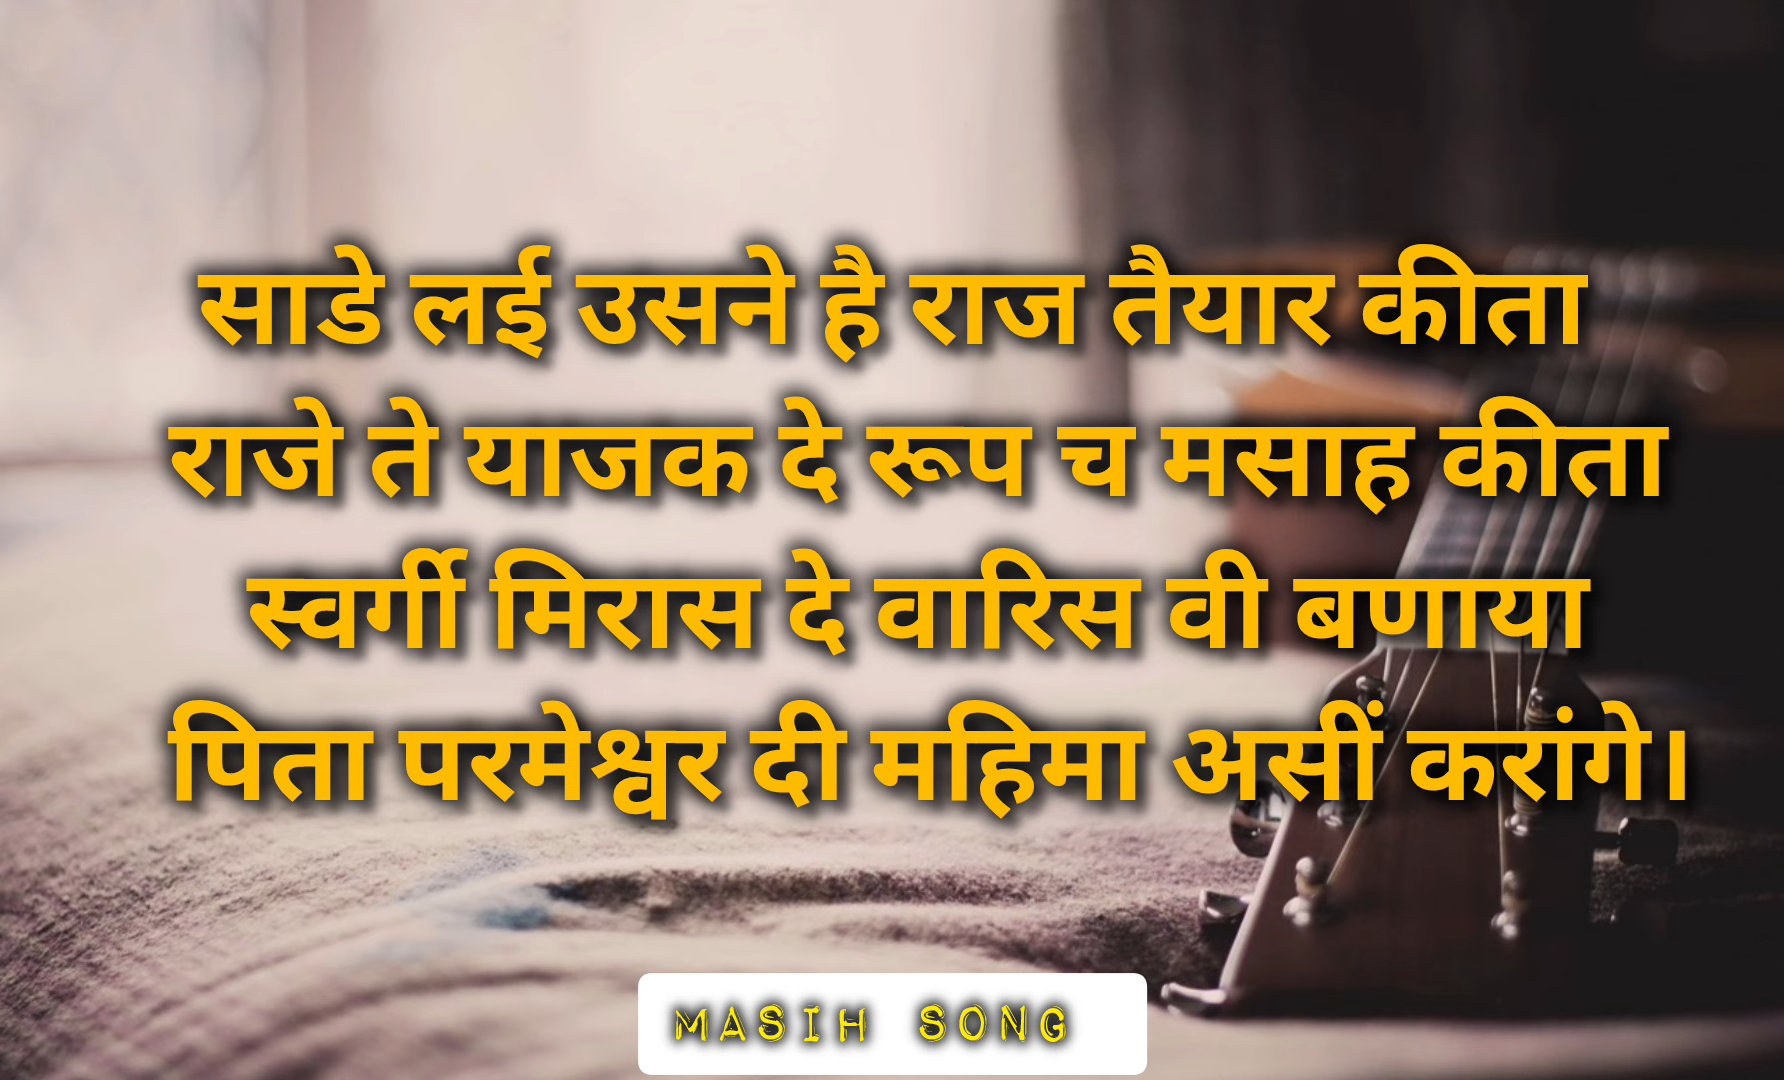 साडे लई उसने है राज तैयार कीता
राजे ते याजक दे रूप च मसाह कीता
स्वर्गी मिरास दे वारिस वी बणाया
पिता परमेश्वर दी महिमा असीं करांगे।
MASIH SONG